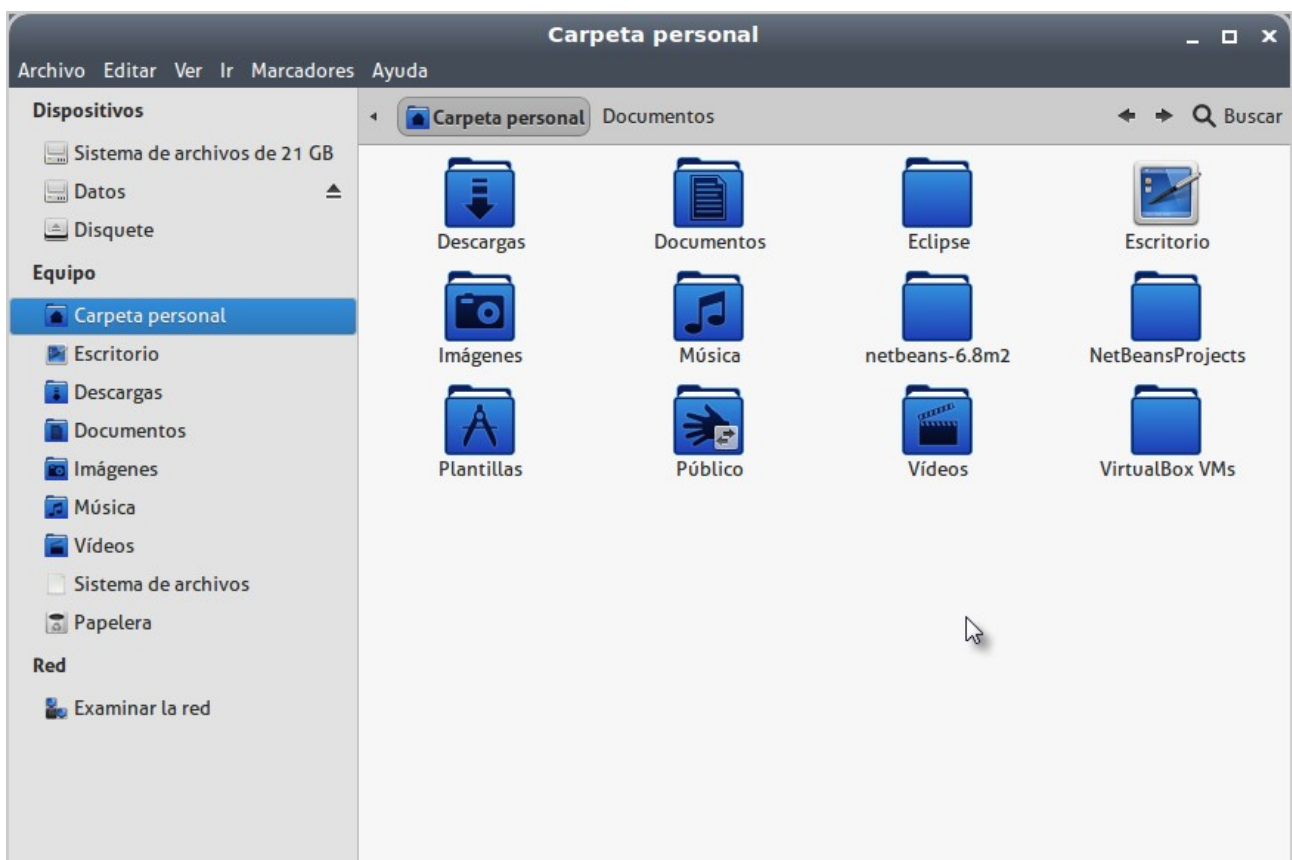 Carpeta personal
Archivo Editar Ver Ir Marcadores Ayuda
Dispositivos
Sistema de archivos de 21 GB
Datos
Disquete
Equipo
Carpeta personal
Escritorio
Descargas
Documentos
Imágenes
Música
Vídeos
Sistema de archivos
Papelera
Red
Examinar la red
Carpeta personal Documentos Buscar
Descargas Documentos Eclipse Escritorio
Imágenes Música netbeans-6.8m2 NetBeansProjects
Plantillas Público Vídeos VirtualBox VMs